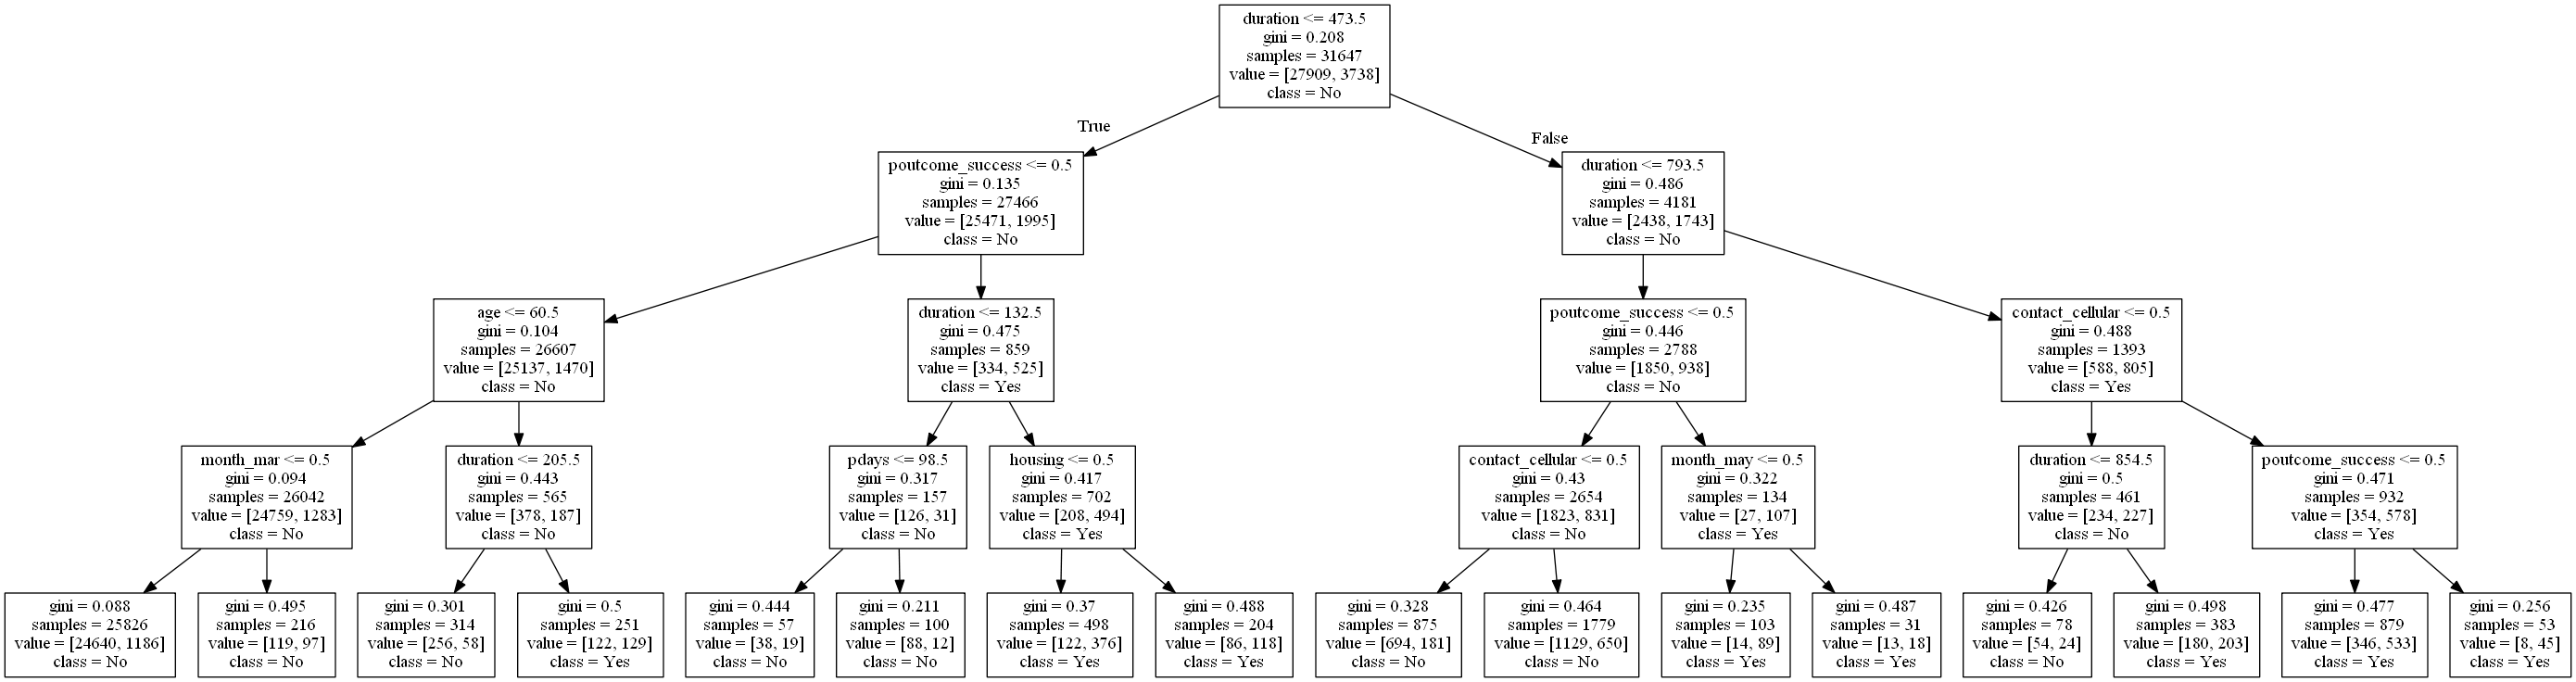 duration <= 473.5
gini = 0.208
samples = 31647
value = [27909, 3738]
class = No
True
False
poutcome_success <= 0.5
gini = 0.135
samples = 27466
value = [25471, 1995]
class = No
duration <= 793.5
gini = 0.486
samples = 4181
value = [2438, 1743]
class = No
age <= 60.5
gini = 0.104
samples = 26607
value = [25137, 1470]
class = No
duration <= 132.5
gini = 0.475
samples = 859
value = [334, 525]
class = Yes
poutcome_success <= 0.5
gini = 0.446
samples = 2788
value = [1850, 938]
class = No
contact_cellular <= 0.5
gini = 0.488
samples = 1393
value = [588, 805]
class = Yes
month_mar <= 0.5
gini = 0.094
samples = 26042
value = [24759, 1283]
class = No
duration <= 205.5
gini = 0.443
samples = 565
value = [378, 187]
class = No
pdays <= 98.5
gini = 0.317
samples = 157
value = [126, 31]
class = No
housing <= 0.5
gini = 0.417
samples = 702
value = [208, 494]
class = Yes
contact_cellular <= 0.5
gini = 0.43
samples = 2654
value = [1823, 831]
class = No
month_may <= 0.5
gini = 0.322
samples = 134
value = [27, 107]
class = Yes
duration <= 854.5
gini = 0.5
samples = 461
value = [234, 227]
class = No
poutcome_success <= 0.5
gini = 0.471
samples = 932
value = [354, 578]
class = Yes
gini = 0.088
samples = 25826
value = [24640, 1186]
class = No
gini = 0.495
samples = 216
value = [119, 97]
class = No
gini = 0.301
samples = 314
value = [256, 58]
class = No
gini = 0.5
samples = 251
value = [122, 129]
class = Yes
gini = 0.444
samples = 57
value = [38, 19]
class = No
gini = 0.211
samples = 100
value = [88, 12]
class = No
gini = 0.37
samples = 498
value = [122, 376]
class = Yes
gini = 0.488
samples = 204
value = [86, 118]
class = Yes
gini = 0.328
samples = 875
value = [694, 181]
class = No
gini = 0.464
samples = 1779
value = [1129, 650]
class = No
gini = 0.235
samples = 103
value = [14, 89]
class = Yes
gini = 0.487
samples = 31
value = [13, 18]
class = Yes
gini = 0.426
samples = 78
value = [54, 24]
class = No
gini = 0.498
samples = 383
value = [180, 203]
class = Yes
gini = 0.477
samples = 879
value = [346, 533]
class = Yes
gini = 0.256
samples = 53
value = [8, 45]
class = Yes